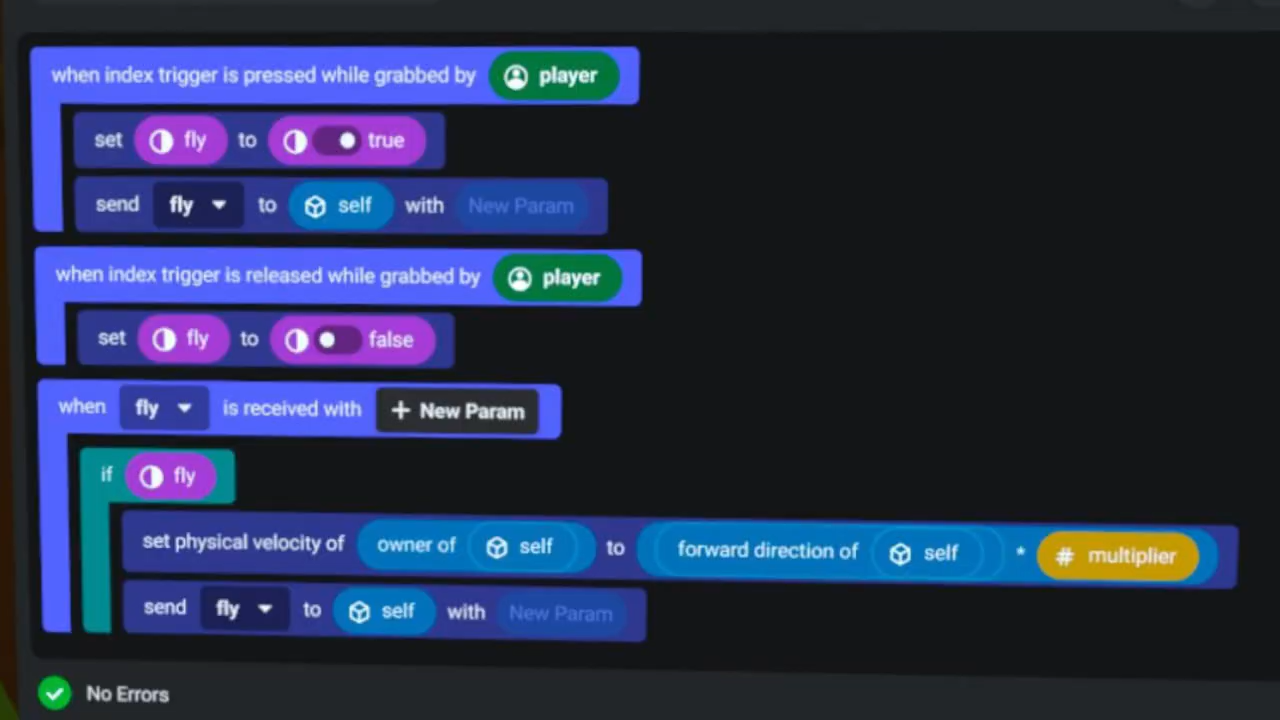 when index trigger is pressed while grabbed by player
set fly to true
send fly to self with New Param
when index trigger is released while grabbed by player
set fly to false
when fly is received with + New Param
if fly
set physical velocity of owner of self to forward direction of self * # multiplier
send fly to self with New Param
No Errors